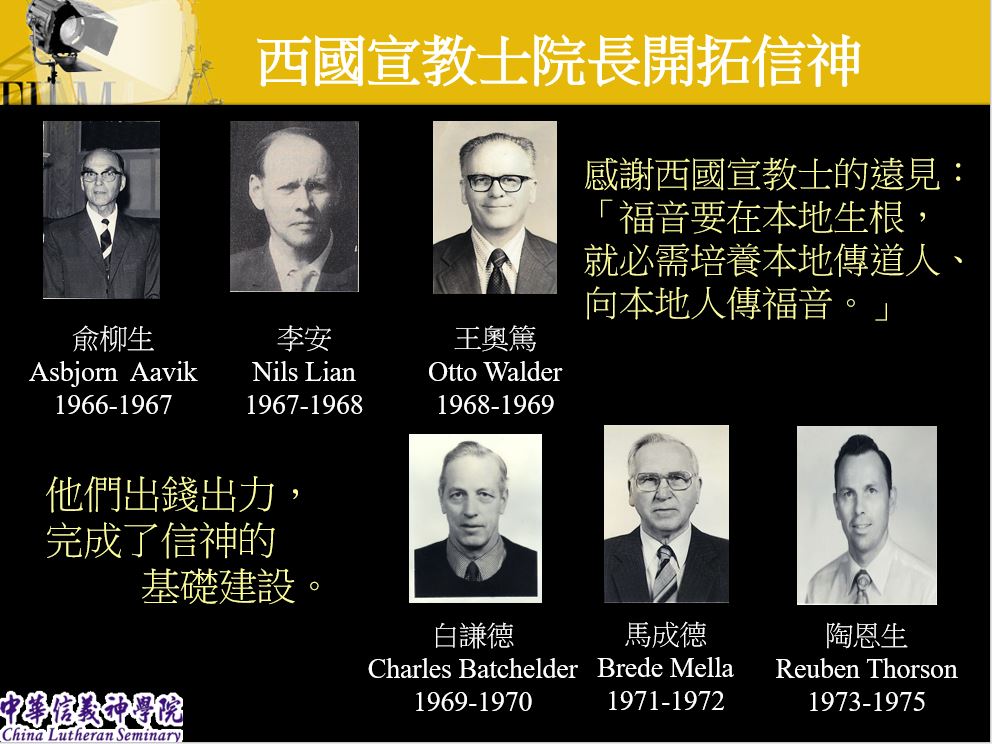 西國宣教士院長開拓信神
感謝西國宣教士的遠見：
「福音要在本地生根，
就必需培養本地傳道人、
向本地人傳福音。」
俞柳生
Asbjorn Aavik
1966-1967
李安
Nils Lian
1967-1968
王奧篤
Otto Walder
1968-1969
他們出錢出力，
完成了信神的
基礎建設。
白謙德
Charles Batchelder
1969-1970
馬成德
Brede Mella
1971-1972
陶恩生
Reuben Thorson
1973-1975
中華信義神學院
China Lutheran Seminary